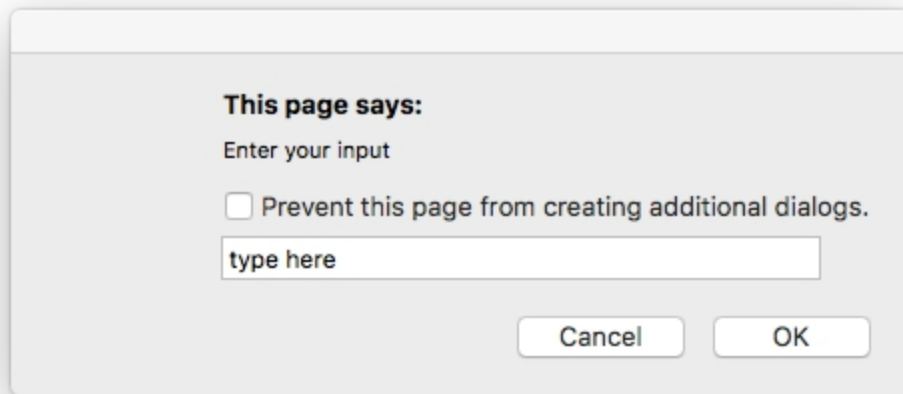 This page says:
Enter your input
Prevent this page from creating additional dialogs.
type here
Cancel OK